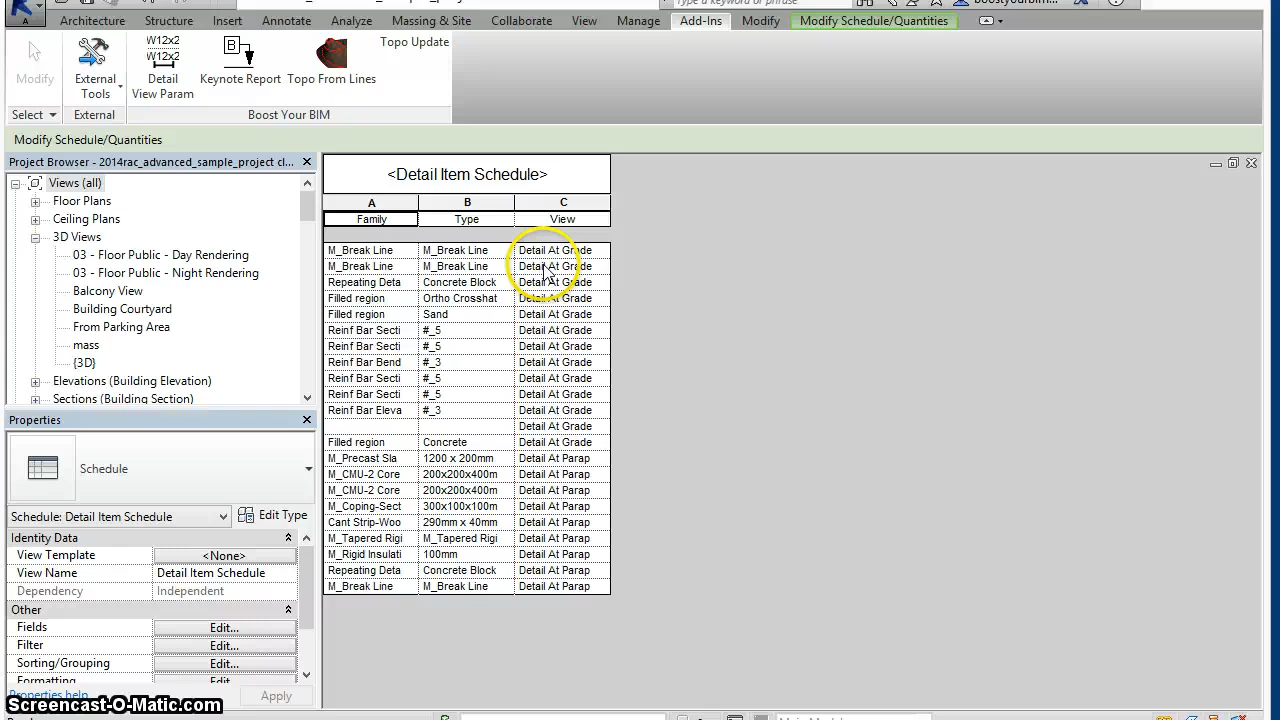 Type a keyword or phrase
Architecture Structure Insert Annotate Analyze Massing & Site Collaborate View Manage Add-Ins Modify Modify Schedule/Quantities
Modify
External Tools
W12x2 W12x2 Detail View Param
B Keynote Report
Topo From Lines
Topo Update
Select External Boost Your BIM
Modify Schedule/Quantities
Project Browser - 2014rac_advanced_sample_project cl...
Views (all)
Floor Plans
Ceiling Plans
3D Views
03 - Floor Public - Day Rendering
03 - Floor Public - Night Rendering
Balcony View
Building Courtyard
From Parking Area
mass
{3D}
Elevations (Building Elevation)
Sections (Building Section)
Properties
Schedule
Schedule: Detail Item Schedule Edit Type
Identity Data
View Template <None>
View Name Detail Item Schedule
Dependency Independent
Other
Fields Edit...
Filter Edit...
Sorting/Grouping Edit...
Formatting Edit...
Properties help Apply
<Detail Item Schedule>
A B C
Family Type View
M_Break Line M_Break Line Detail At Grade
M_Break Line M_Break Line Detail At Grade
Repeating Deta Concrete Block Detail At Grade
Filled region Ortho Crosshat Detail At Grade
Filled region Sand Detail At Grade
Reinf Bar Secti #_5 Detail At Grade
Reinf Bar Secti #_5 Detail At Grade
Reinf Bar Bend #_3 Detail At Grade
Reinf Bar Secti #_5 Detail At Grade
Reinf Bar Secti #_5 Detail At Grade
Reinf Bar Eleva #_3 Detail At Grade
Detail At Grade
Filled region Concrete Detail At Grade
M_Precast Sla 1200 x 200mm Detail At Parap
M_CMU-2 Core 200x200x400m Detail At Parap
M_CMU-2 Core 200x200x400m Detail At Parap
M_Coping-Sect 300x100x100m Detail At Parap
Cant Strip-Woo 290mm x 40mm Detail At Parap
M_Tapered Rigi M_Tapered Rigi Detail At Parap
M_Rigid Insulati 100mm Detail At Parap
Repeating Deta Concrete Block Detail At Parap
M_Break Line M_Break Line Detail At Parap
Screencast-O-Matic.com